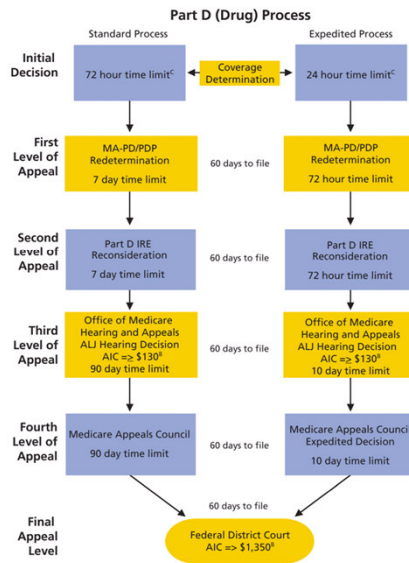 Part D (Drug) Process
Standard Process
Expedited Process
Initial
Decision
72 hour time limitᶜ
Coverage
Determination
24 hour time limitᶜ
First
Level of
Appeal
MA-PD/PDP
Redetermination
7 day time limit
60 days to file
MA-PD/PDP
Redetermination
72 hour time limit
Second
Level of
Appeal
Part D IRE
Reconsideration
7 day time limit
60 days to file
Part D IRE
Reconsideration
72 hour time limit
Third
Level of
Appeal
Office of Medicare
Hearing and Appeals
ALJ Hearing Decision
AIC =≥ $130ᴮ
90 day time limit
60 days to file
Office of Medicare
Hearing and Appeals
ALJ Hearing Decision
AIC =≥ $130ᴮ
10 day time limit
Fourth
Level of
Appeal
Medicare Appeals Council
90 day time limit
60 days to file
Medicare Appeals Council
Expedited Decision
10 day time limit
60 days to file
Final
Appeal
Level
Federal District Court
AIC => $1,350ᴮ